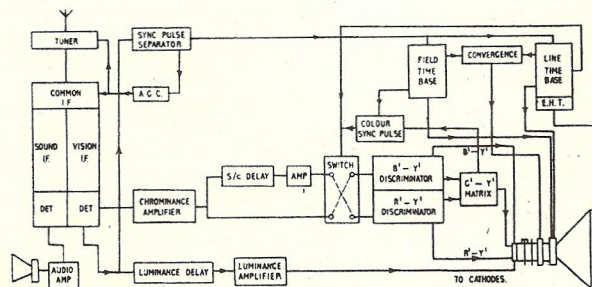 TUNER
SYNC PULSE
SEPARATOR
A.G.C.
COMMON
I.F.
SOUND
I.F.
VISION
I.F.
DET
DET
AUDIO
AMP
FIELD
TIME
BASE
CONVERGENCE
LINE
TIME
BASE
E.H.T.
COLOUR
SYNC PULSE
S/c DELAY
AMP
SWITCH
CHROMINANCE
AMPLIFIER
B'-Y'
DISCRIMINATOR
R'-Y'
DISCRIMINATOR
B'-Y'
G'-Y'
MATRIX
R'-Y'
LUMINANCE DELAY
LUMINANCE
AMPLIFIER
TO CATHODES.